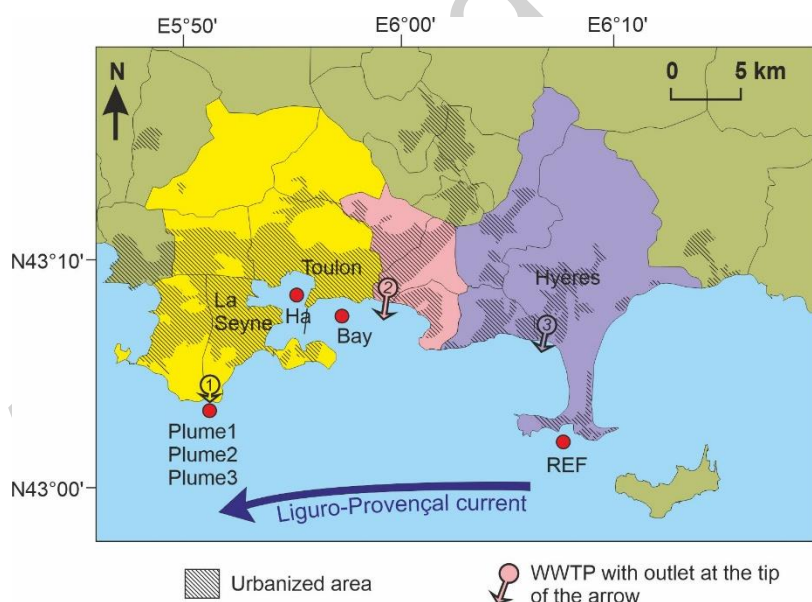 E5°50' E6°00' E6°10'
N
0 5 km
N43°10'
Toulon
Hyères
La
Seyne
Ha
Bay
2
3
1
Plume1
Plume2
Plume3
REF
N43°00'
Liguro-Provençal current
Urbanized area
WWTP with outlet at the tip
of the arrow